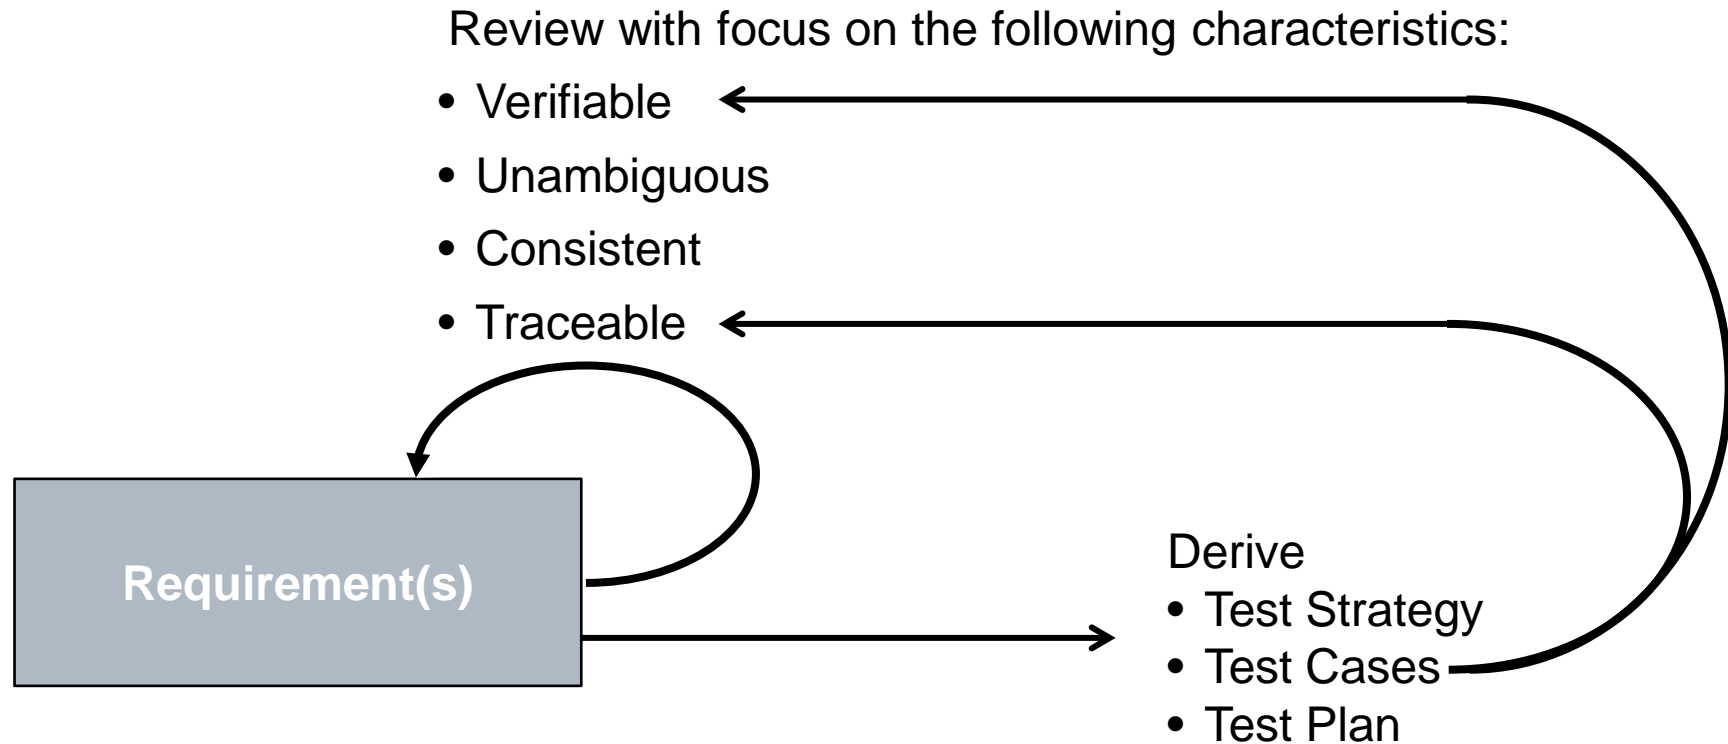 Review with focus on the following characteristics:
• Verifiable
• Unambiguous
• Consistent
• Traceable
Requirement(s)
Derive
• Test Strategy
• Test Cases
• Test Plan